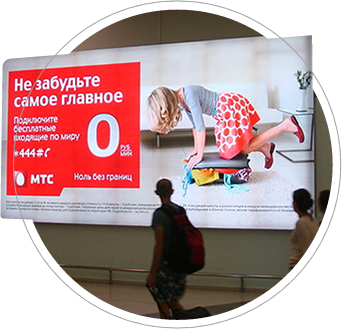 Не забудьте
самое главное
Подключите
бесплатные
входящие по миру
*444#
0 РУБ.
МИН
МТС
Ноль без границ